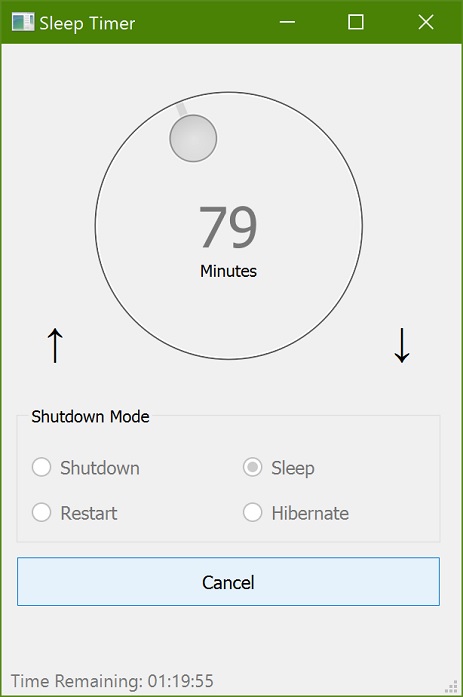 Sleep Timer
79
Minutes
↑ ↓
Shutdown Mode
Shutdown Sleep
Restart Hibernate
Cancel
Time Remaining: 01:19:55